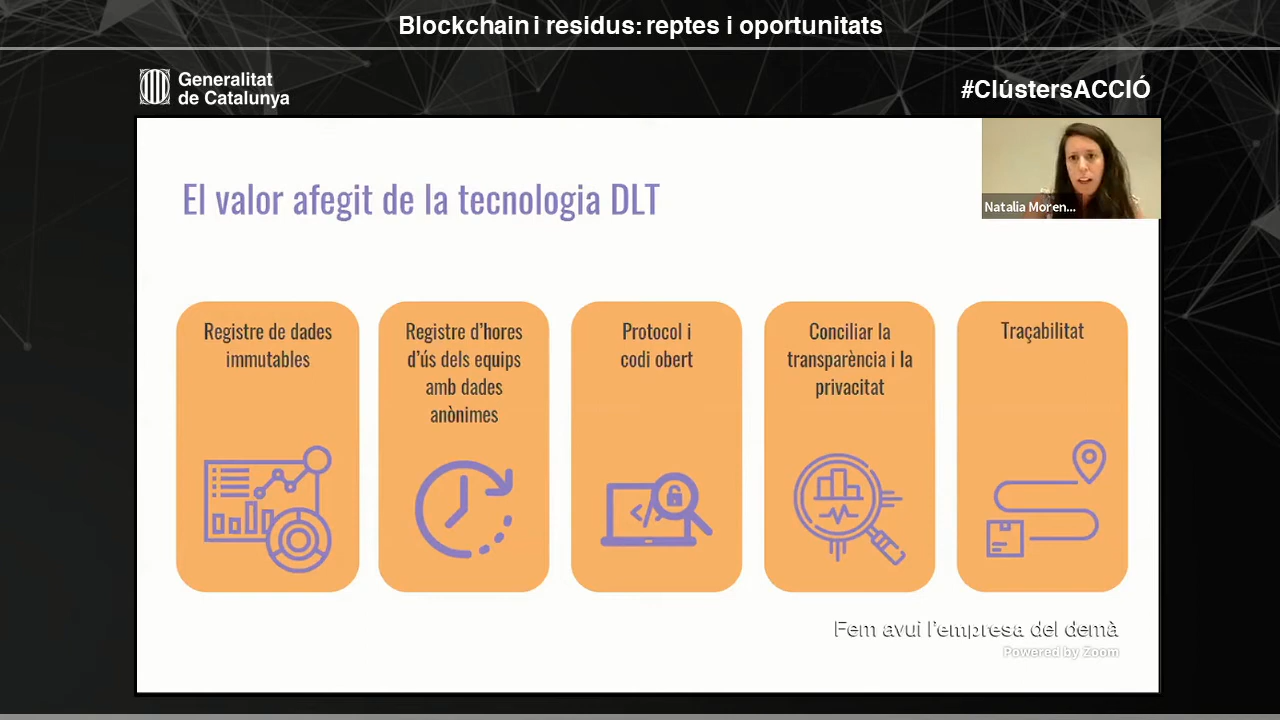 Blockchain i residus: reptes i oportunitats
Generalitat
de Catalunya
#ClústersACCIÓ
Natalia Moren...
El valor afegit de la tecnologia DLT
Registre de dades
immutables
Registre d'hores
d'ús dels equips
amb dades
anònimes
Protocol i
codi obert
Conciliar la
transparència i la
privacitat
Traçabilitat
Fem avui l'empresa del demà
Powered by Zoom